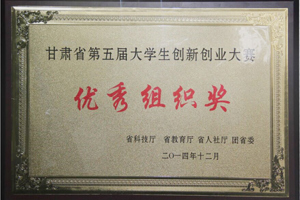 甘肃省第五届大学生创新创业大赛
优秀组织奖
省科技厅 省教育厅 省人社厅 团省委
二〇一四年十二月